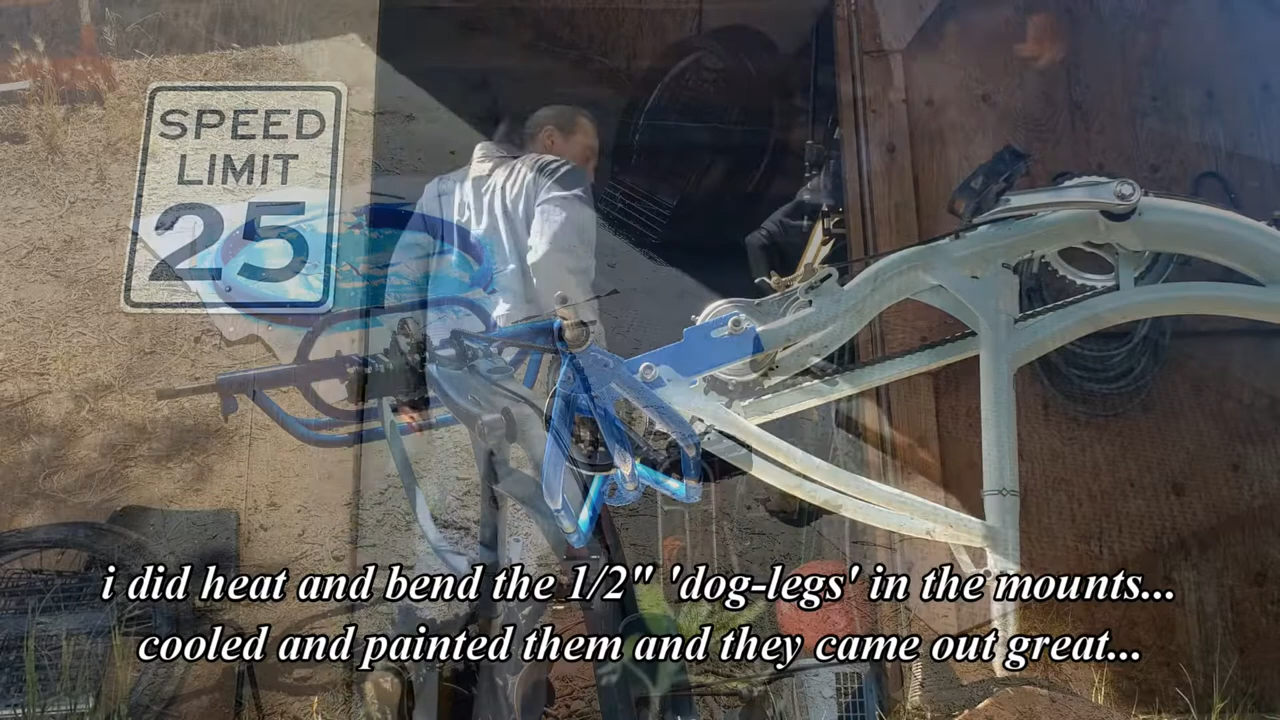 SPEED
LIMIT
25
i did heat and bend the 1/2" 'dog-legs' in the mounts...
cooled and painted them and they came out great...